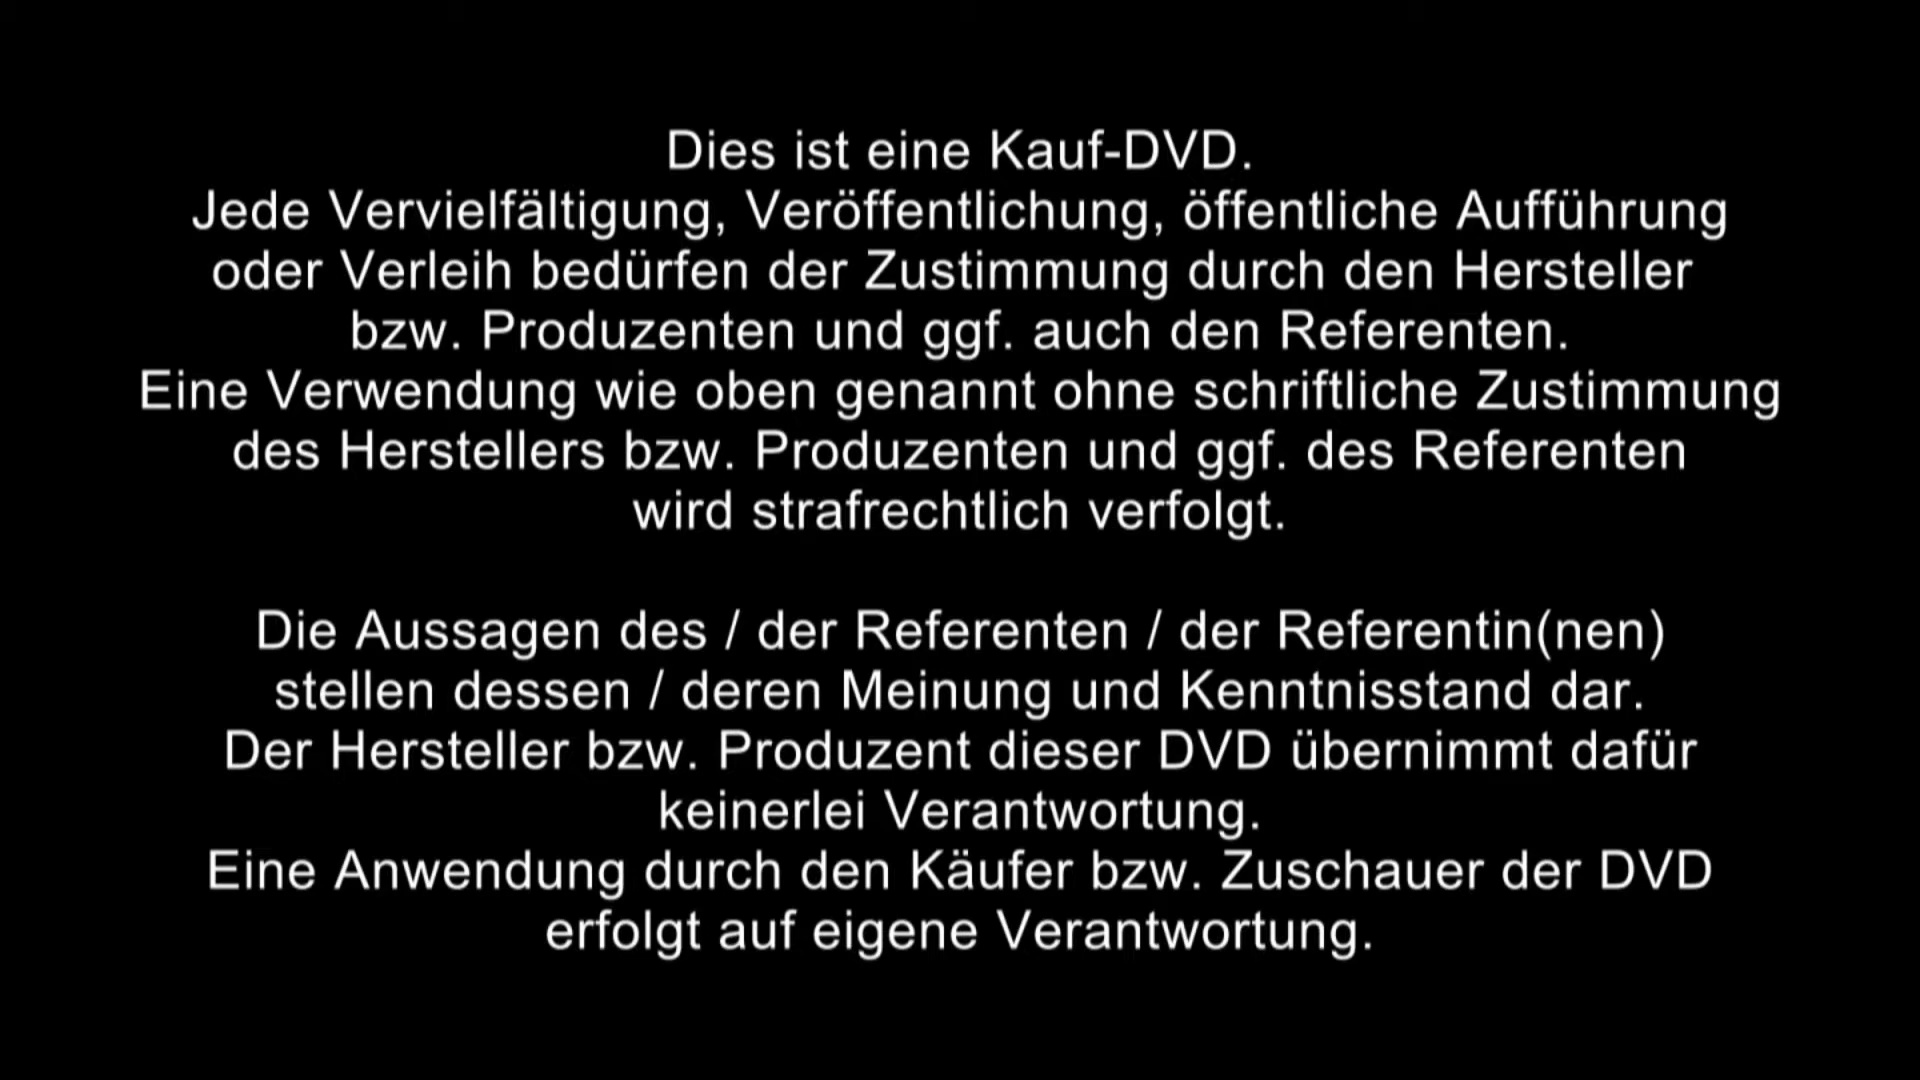 Dies ist eine Kauf-DVD.
Jede Vervielfältigung, Veröffentlichung, öffentliche Aufführung
oder Verleih bedürfen der Zustimmung durch den Hersteller
bzw. Produzenten und ggf. auch den Referenten.
Eine Verwendung wie oben genannt ohne schriftliche Zustimmung
des Herstellers bzw. Produzenten und ggf. des Referenten
wird strafrechtlich verfolgt.
Die Aussagen des / der Referenten / der Referentin(nen)
stellen dessen / deren Meinung und Kenntnisstand dar.
Der Hersteller bzw. Produzent dieser DVD übernimmt dafür
keinerlei Verantwortung.
Eine Anwendung durch den Käufer bzw. Zuschauer der DVD
erfolgt auf eigene Verantwortung.